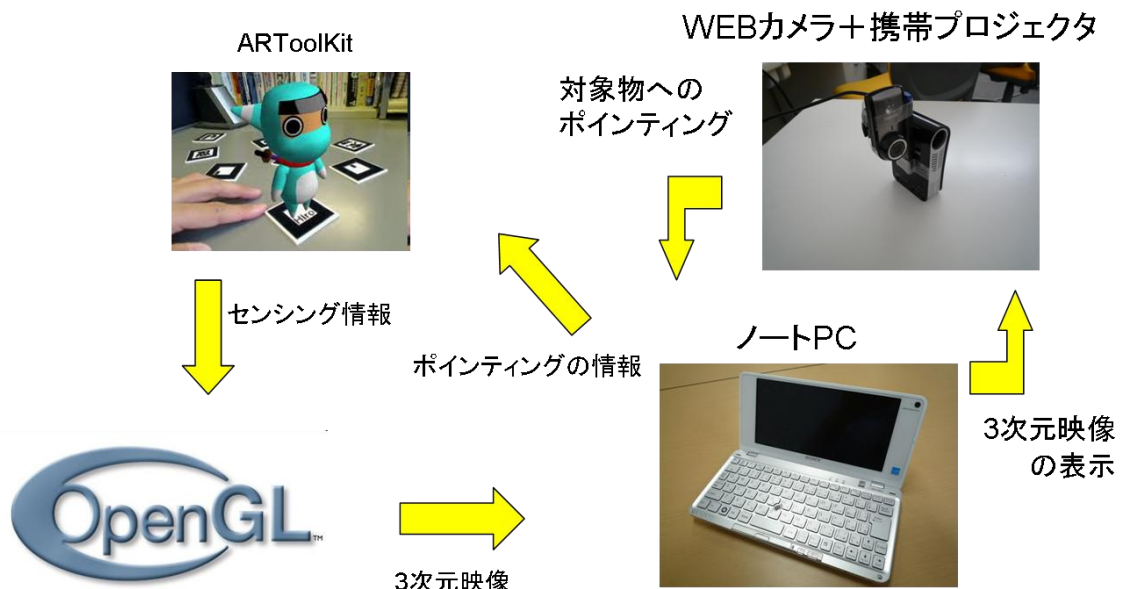 ARToolKit
WEBカメラ＋携帯プロジェクタ
対象物への
ポインティング
Hiro
センシング情報
ポインティングの情報
ノートPC
3次元映像
の表示
OpenGL™
3次元映像